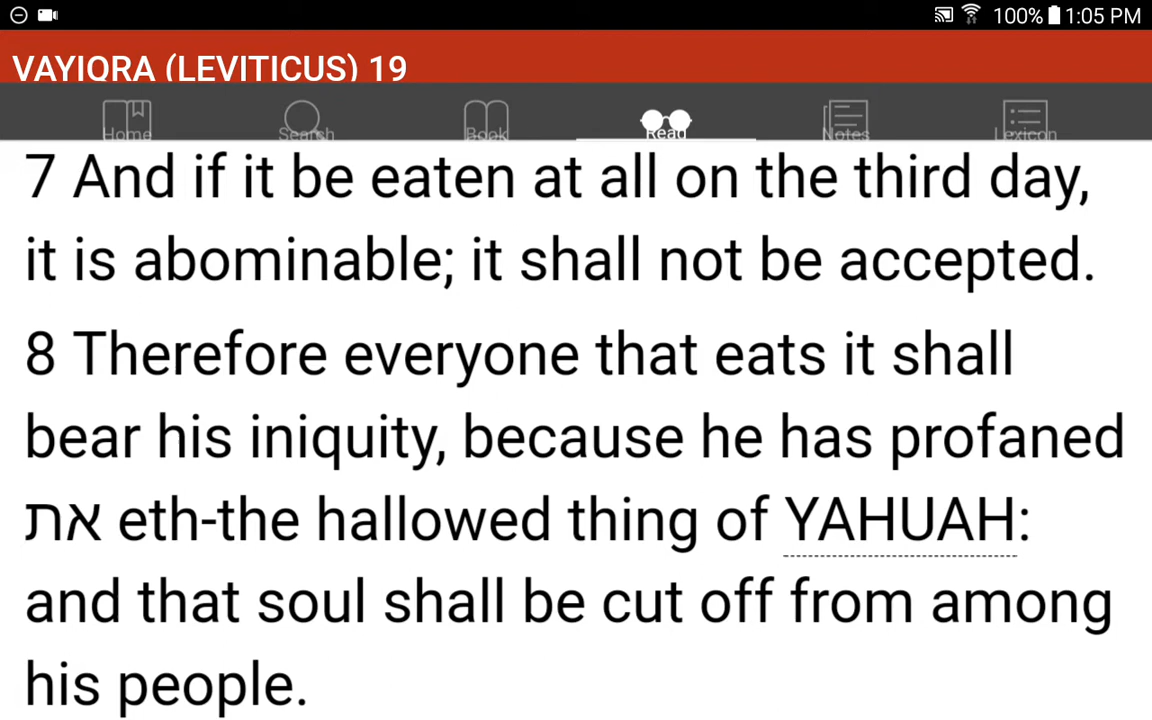 100% 1:05 PM
VAYIQRA (LEVITICUS) 19
Home Search Book Read Notes Lexicon
7 And if it be eaten at all on the third day,
it is abominable; it shall not be accepted.
8 Therefore everyone that eats it shall
bear his iniquity, because he has profaned
את eth-the hallowed thing of YAHUAH:
and that soul shall be cut off from among
his people.